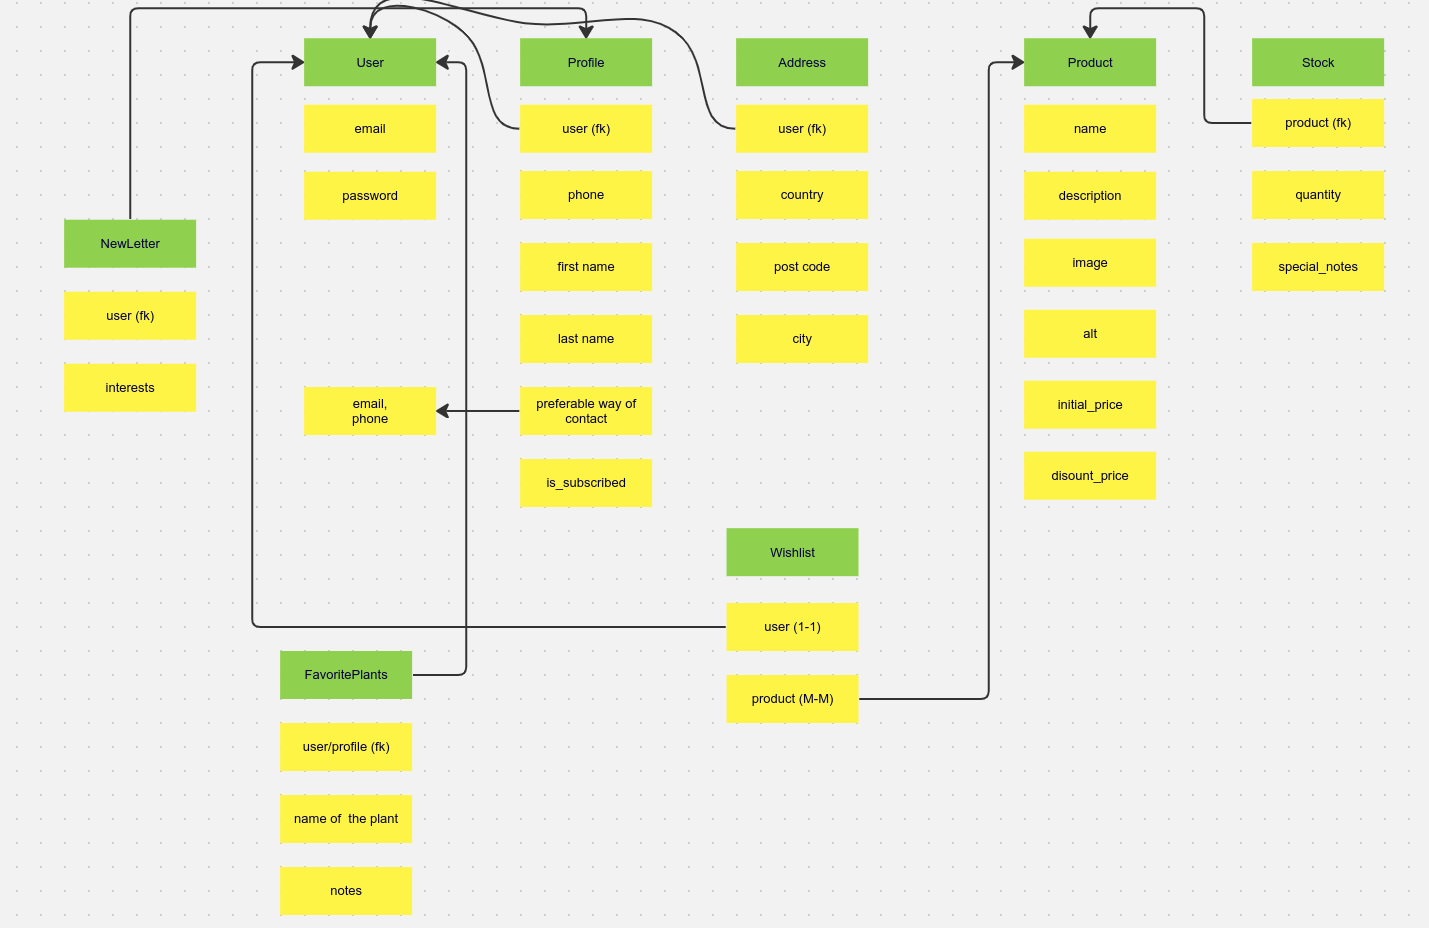 User
Profile
Address
Product
Stock
email
user (fk)
user (fk)
name
product (fk)
password
phone
country
description
quantity
NewLetter
first name
post code
image
special_notes
user (fk)
last name
city
alt
interests
email,
phone
preferable way of
contact
initial_price
is_subscribed
disount_price
Wishlist
user (1-1)
FavoritePlants
product (M-M)
user/profile (fk)
name of  the plant
notes